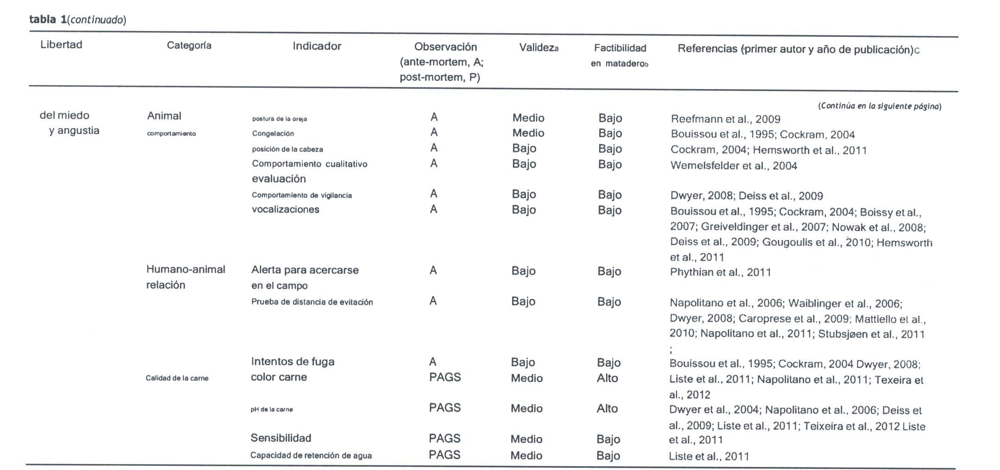 tabla 1(continuado)
Libertad Categoría Indicador Observación Valideza Factibilidad Referencias (primer autor y año de publicación)c
(ante-mortem, A; en mataderob
post-mortem, P)
(Continúa en la siguiente página)
del miedo Animal postura de la oreja A Medio Bajo Reefmann et al., 2009
y angustia comportamiento Congelación A Medio Bajo Bouissou et al., 1995; Cockram, 2004
posición de la cabeza A Bajo Bajo Cockram, 2004; Hemsworth et al., 2011
Comportamiento cualitativo A Bajo Bajo Wemelsfelder et al., 2004
evaluación
Comportamiento de vigilancia A Bajo Bajo Dwyer, 2008; Deiss et al., 2009
vocalizaciones A Bajo Bajo Bouissou et al., 1995; Cockram, 2004; Boissy et al.,
2007; Greiveldinger et al., 2007; Nowak et al., 2008;
Deiss et al., 2009; Gougoulis et al., 2010; Hemsworth
et al., 2011
Humano-animal Alerta para acercarse A Bajo Bajo Phythian et al., 2011
relación en el campo
Prueba de distancia de evitación A Bajo Bajo Napolitano et al., 2006; Waiblinger et al., 2006;
Dwyer, 2008; Caroprese et al., 2009; Mattiello et al.,
2010; Napolitano et al., 2011; Stubsjøen et al., 2011
;
Intentos de fuga A Bajo Bajo Bouissou et al., 1995; Cockram, 2004 Dwyer, 2008;
Calidad de la carne color carne PAGS Medio Alto Liste et al., 2011; Napolitano et al., 2011; Texeira et
al., 2012
pH de la carne PAGS Medio Alto Dwyer et al., 2004; Napolitano et al., 2006; Deiss et
al., 2009; Liste et al., 2011; Teixeira et al., 2012 Liste
Sensibilidad PAGS Medio Bajo et al., 2011
Capacidad de retención de agua PAGS Medio Bajo Liste et al., 2011